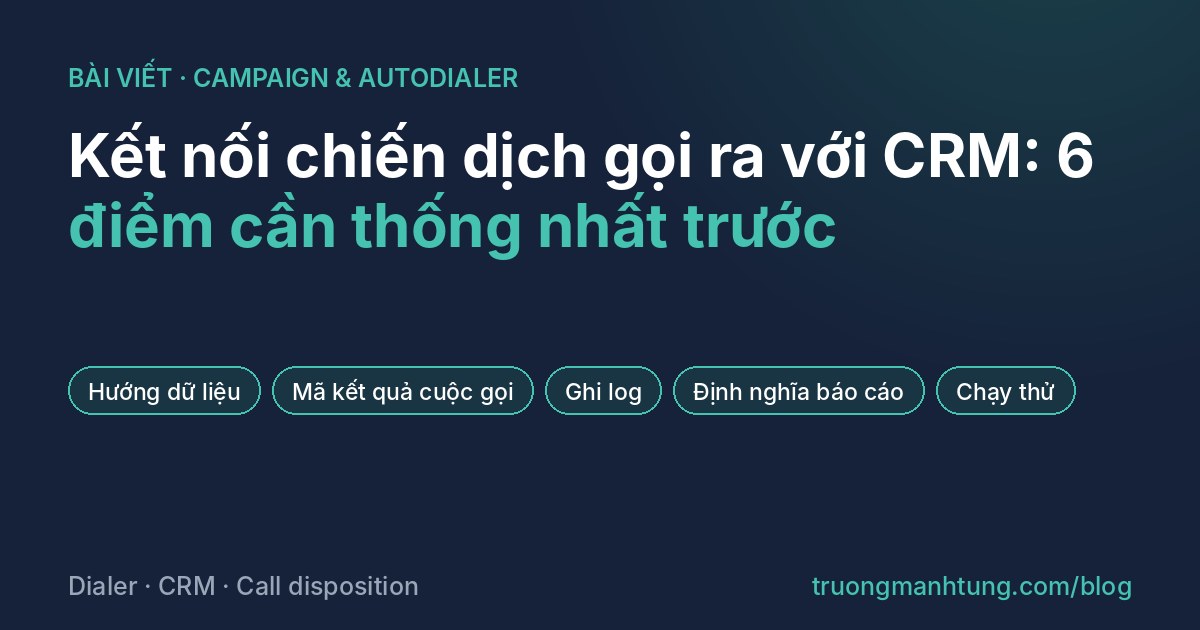 BÀI VIẾT · CAMPAIGN & AUTODIALER
Kết nối chiến dịch gọi ra với CRM: 6
điểm cần thống nhất trước
Hướng dữ liệu
Mã kết quả cuộc gọi
Ghi log
Định nghĩa báo cáo
Chạy thử
Dialer · CRM · Call disposition
truongmanhtung.com/blog